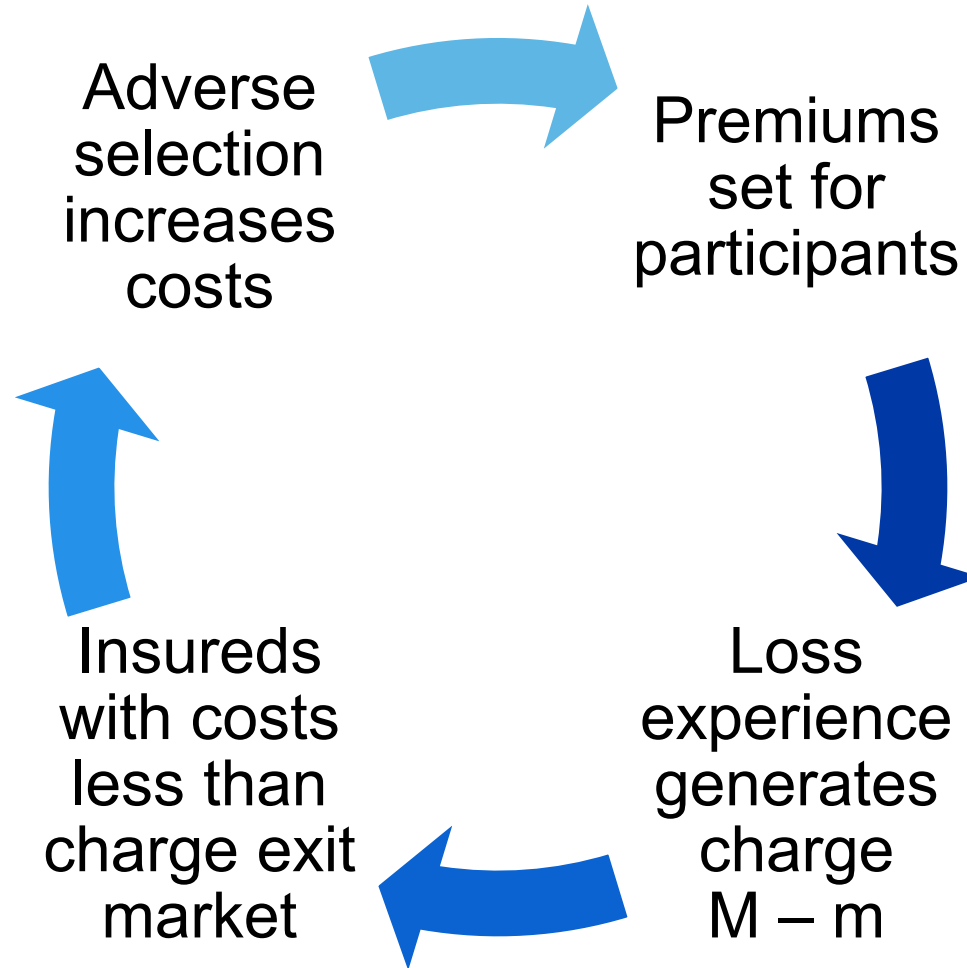 Adverse
selection
increases
costs
Premiums
set for
participants
Loss
experience
generates
charge
M – m
Insureds
with costs
less than
charge exit
market